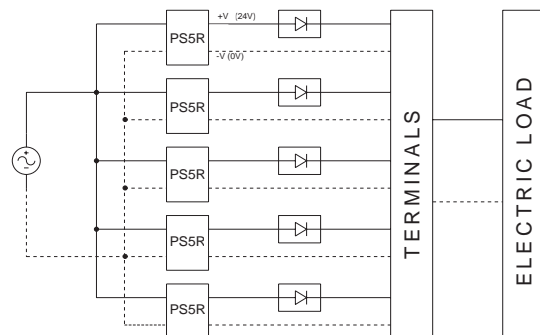 PS5R
+V (24V)
-V (0V)
PS5R
PS5R
PS5R
PS5R
TERMINALS
ELECTRIC LOAD